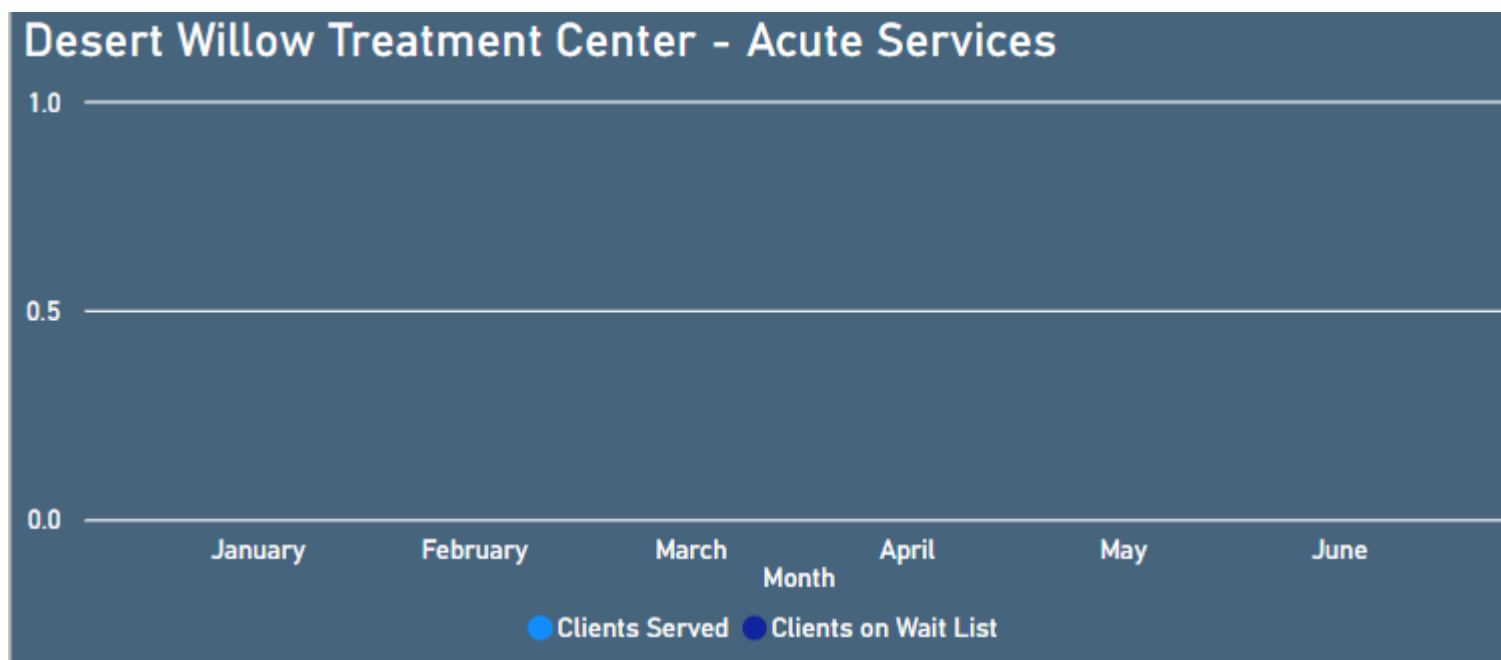 Desert Willow Treatment Center - Acute Services
1.0
0.5
0.0
January February March April May June
Month
Clients Served Clients on Wait List